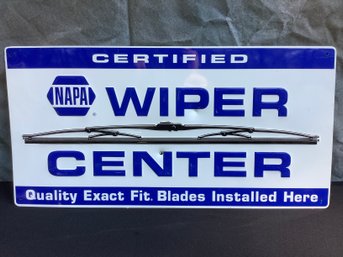 CERTIFIED
NAPA WIPER
CENTER
Quality Exact Fit. Blades Installed Here